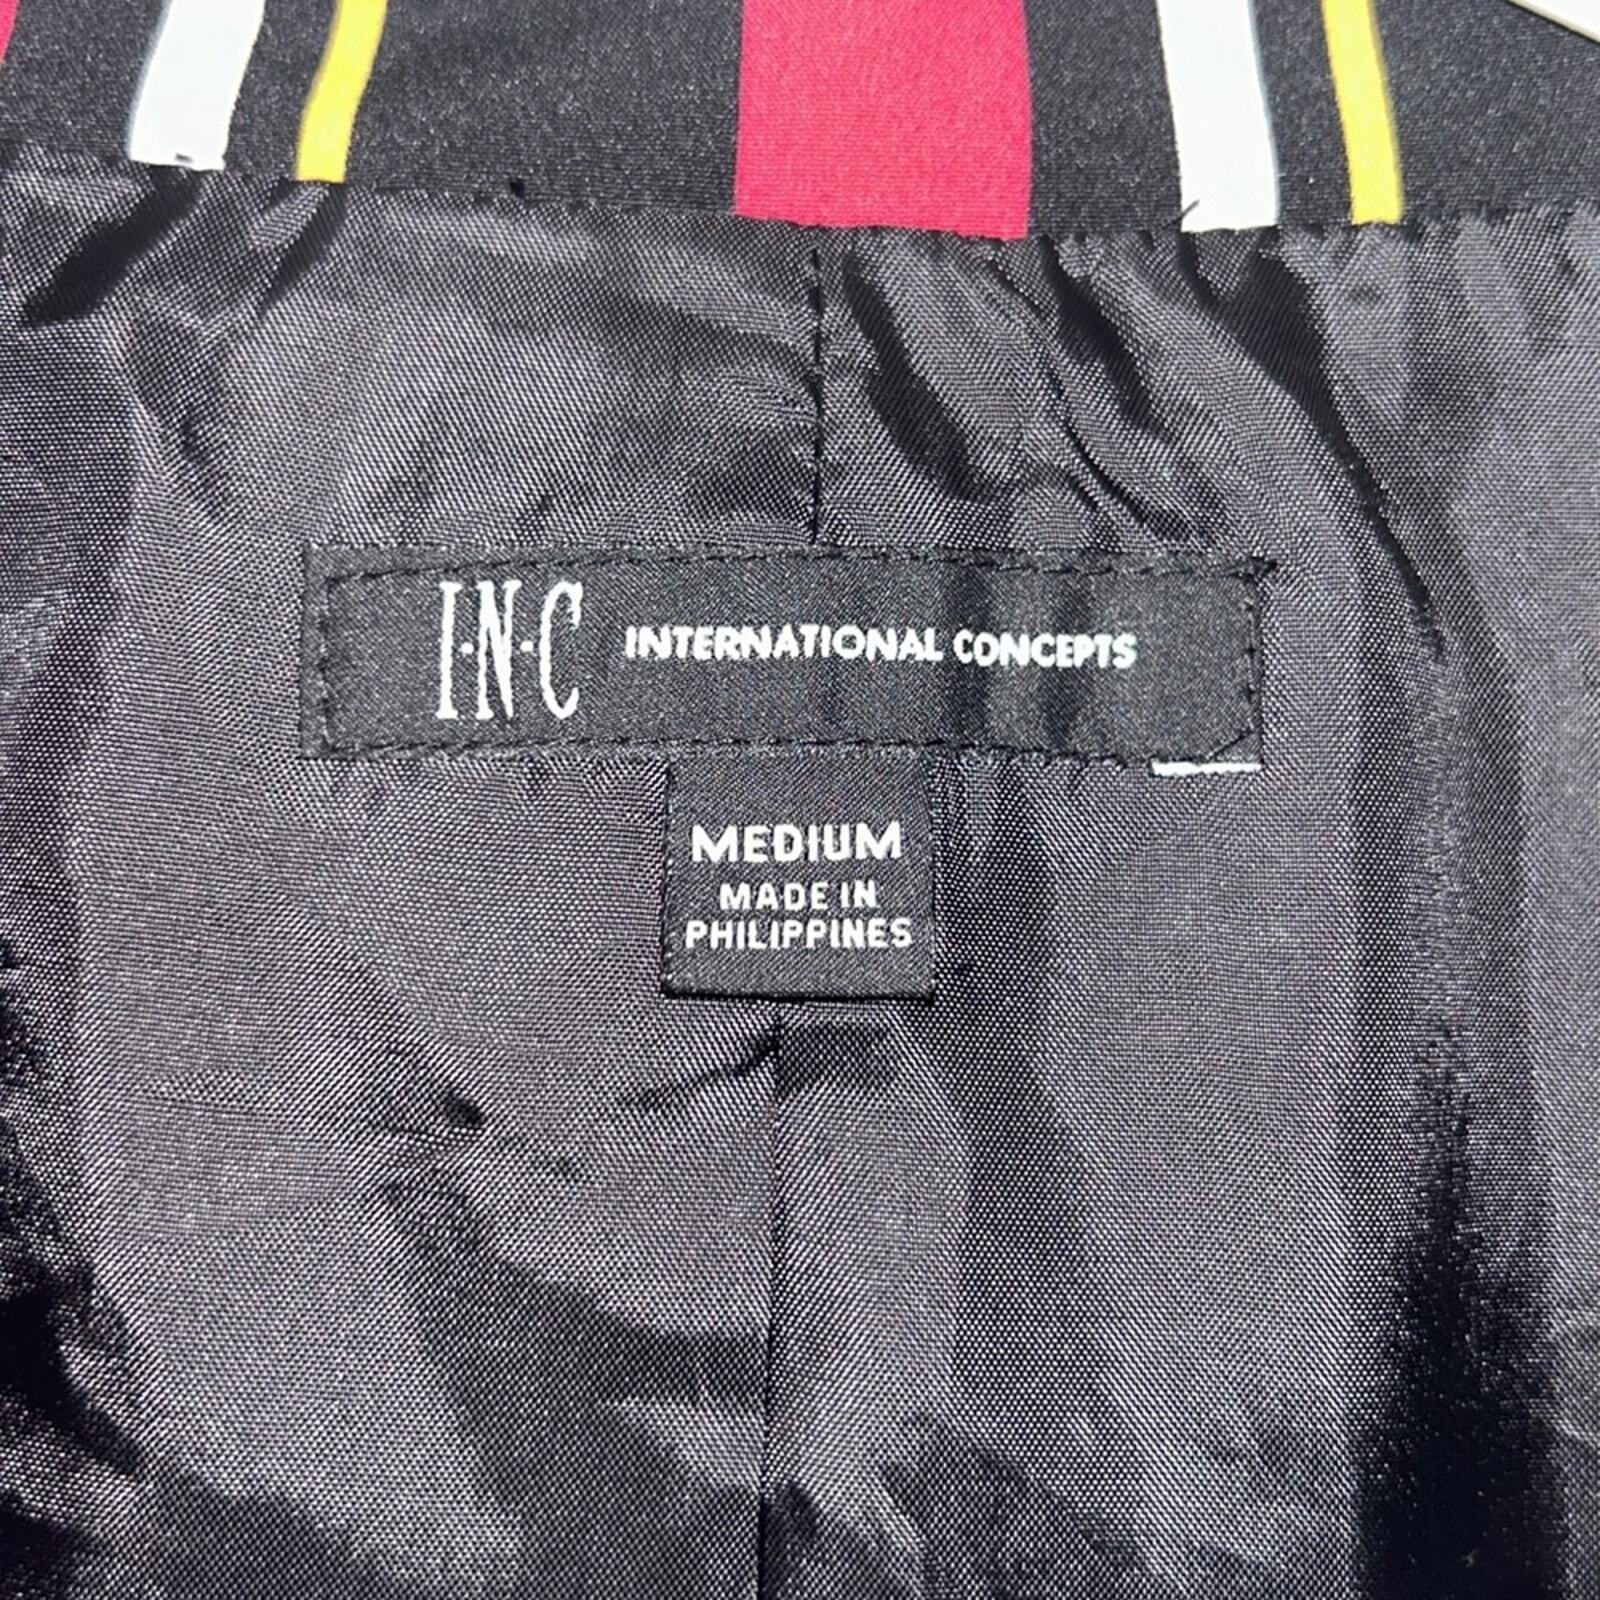 I·N·C INTERNATIONAL CONCEPTS
MEDIUM
MADE IN
PHILIPPINES